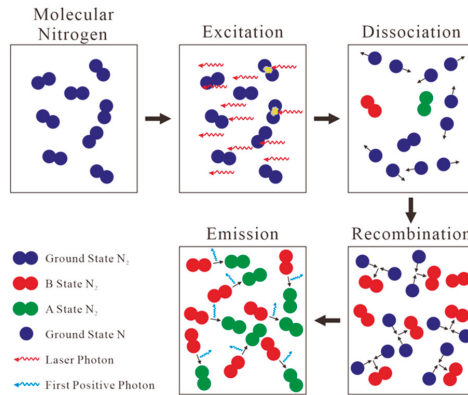 Molecular
Nitrogen
Excitation
Dissociation
Emission
Recombination
Ground State N₂
B State N₂
A State N₂
Ground State N
Laser Photon
First Positive Photon